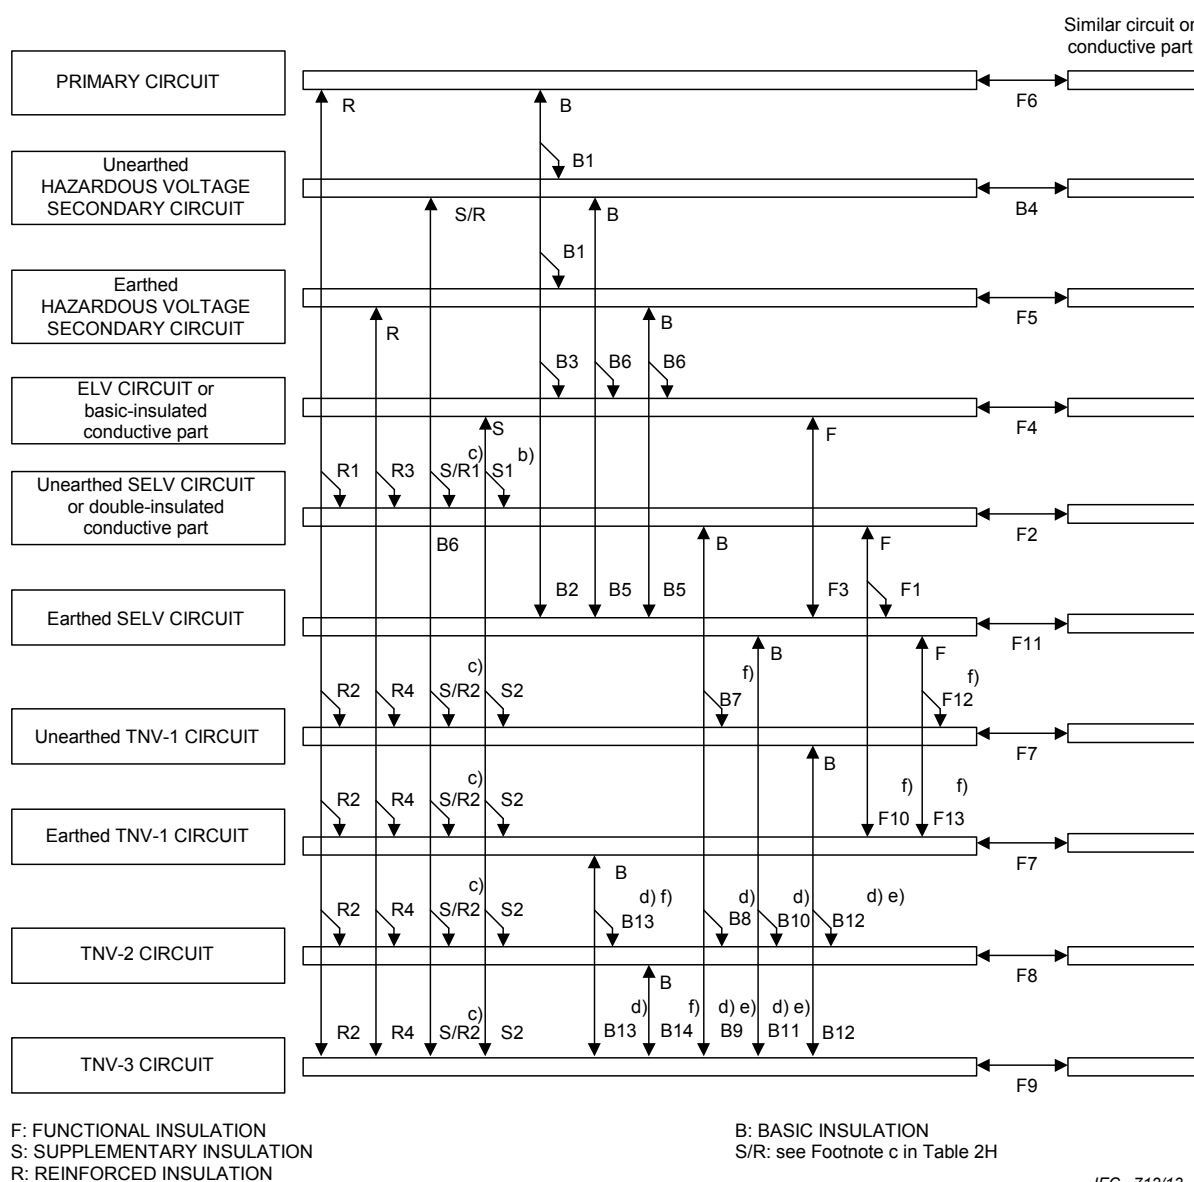 Similar circuit or
conductive part
PRIMARY CIRCUIT
R
B
F6
B1
Unearthed
HAZARDOUS VOLTAGE
SECONDARY CIRCUIT
S/R
B
B4
B1
Earthed
HAZARDOUS VOLTAGE
SECONDARY CIRCUIT
R
B
F5
B3
B6
B6
ELV CIRCUIT or
basic-insulated
conductive part
S
F
F4
c)
b)
R1
R3
S/R1
S1
Unearthed SELV CIRCUIT
or double-insulated
conductive part
B6
B
F
F2
B2
B5
B5
F3
F1
Earthed SELV CIRCUIT
B
F
F11
c)
f)
f)
R2
R4
S/R2
S2
B7
F12
Unearthed TNV-1 CIRCUIT
B
F7
c)
f)
f)
R2
R4
S/R2
S2
F10
F13
Earthed TNV-1 CIRCUIT
B
F7
c)
d) f)
d)
d)
d) e)
R2
R4
S/R2
S2
B13
B8
B10
B12
TNV-2 CIRCUIT
B
F8
c)
d)
f)
d) e)
d) e)
R2
R4
S/R2
S2
B13
B14
B9
B11
B12
TNV-3 CIRCUIT
F9
F: FUNCTIONAL INSULATION
B: BASIC INSULATION
S: SUPPLEMENTARY INSULATION
S/R: see Footnote c in Table 2H
R: REINFORCED INSULATION
IEC 712/13